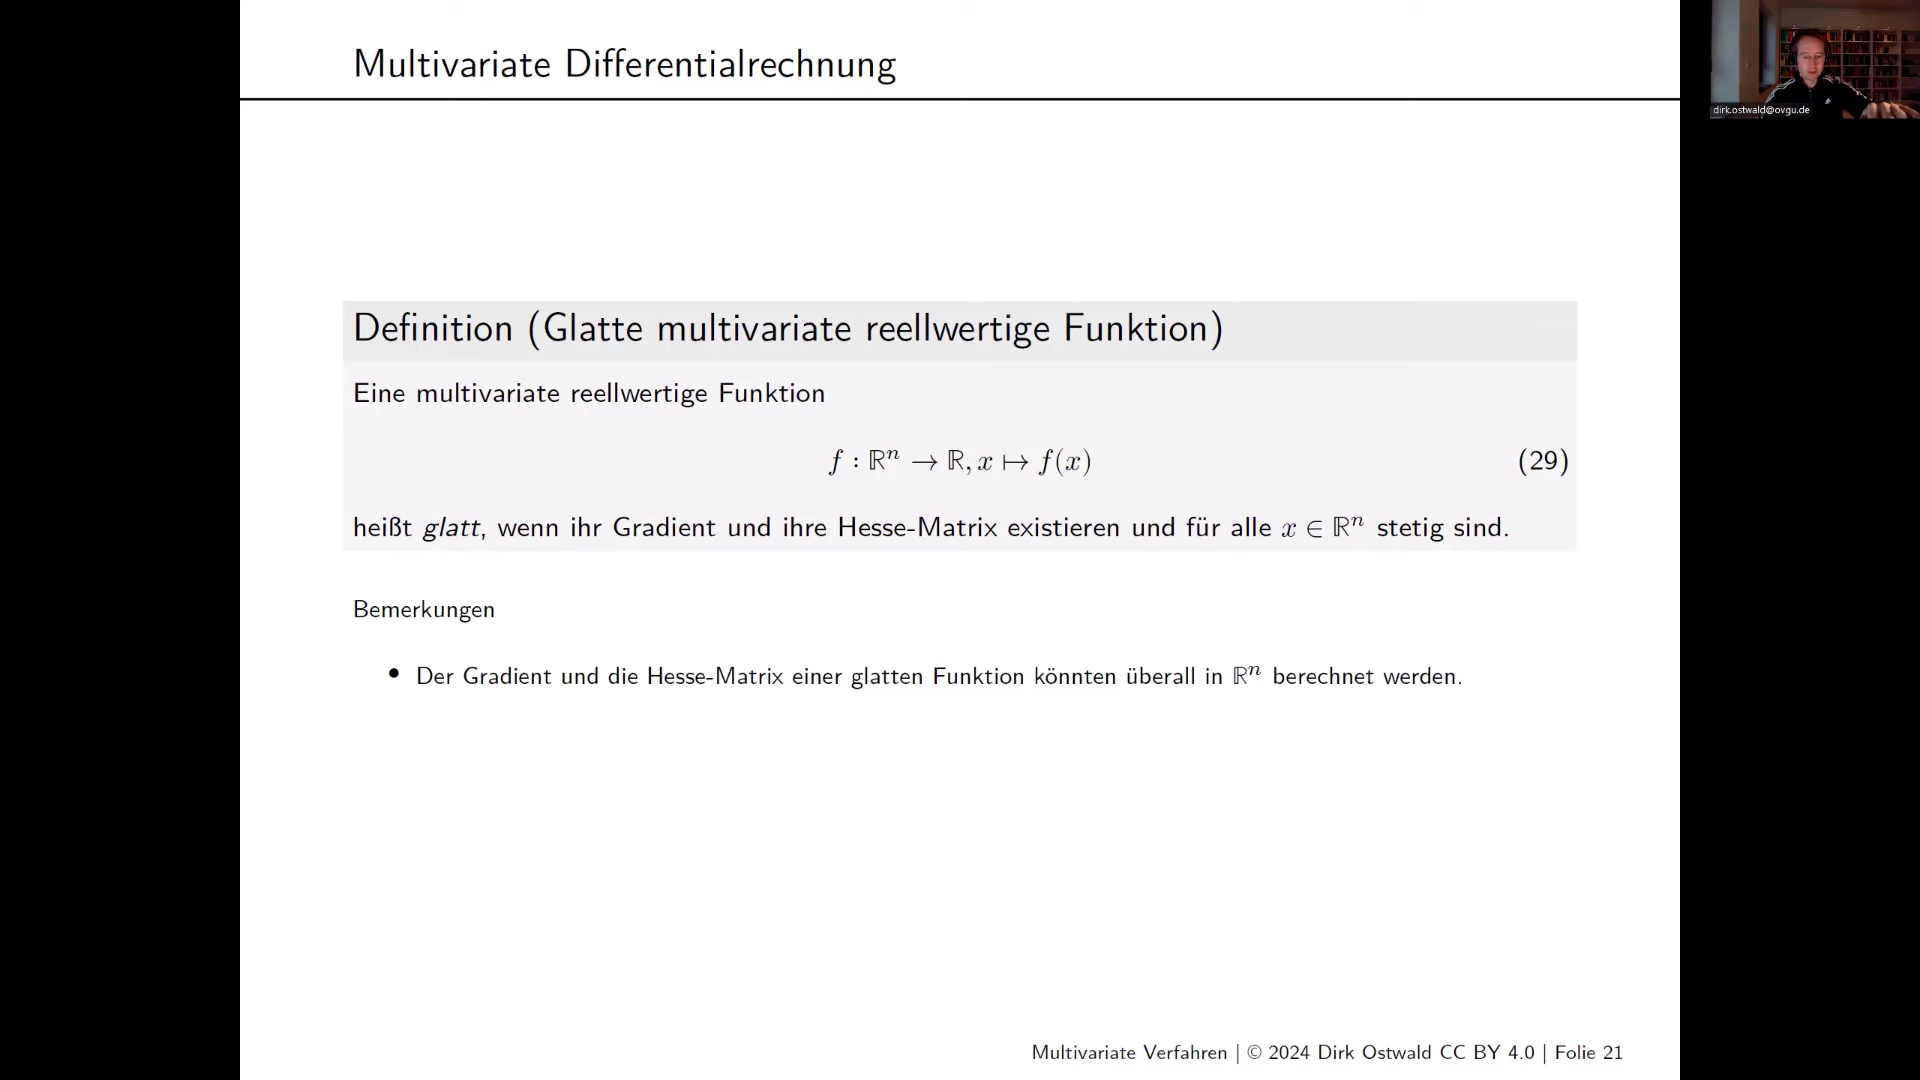 Multivariate Differentialrechnung
dirk.ostwald@ovgu.de
Definition (Glatte multivariate reellwertige Funktion)
Eine multivariate reellwertige Funktion
f : ℝⁿ → ℝ, x ↦ f(x) (29)
heißt glatt, wenn ihr Gradient und ihre Hesse-Matrix existieren und für alle x ∈ ℝⁿ stetig sind.
Bemerkungen
• Der Gradient und die Hesse-Matrix einer glatten Funktion könnten überall in ℝⁿ berechnet werden.
Multivariate Verfahren | © 2024 Dirk Ostwald CC BY 4.0 | Folie 21